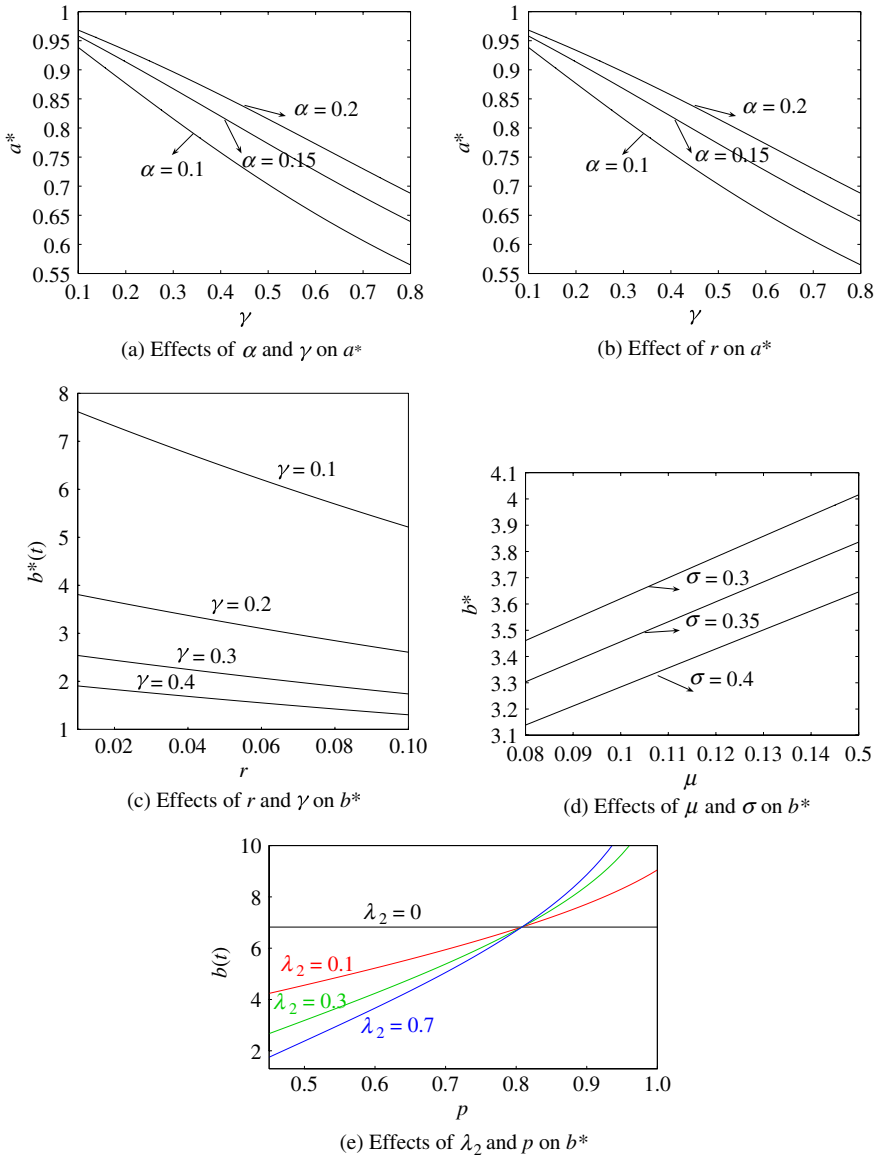 1
0.95
0.9
0.85
0.8
0.75
0.7
0.65
0.6
0.55
a*
α = 0.2
α = 0.15
α = 0.1
0.1 0.2 0.3 0.4 0.5 0.6 0.7 0.8
γ
(a) Effects of α and γ on a*
1
0.95
0.9
0.85
0.8
0.75
0.7
0.65
0.6
0.55
a*
α = 0.2
α = 0.15
α = 0.1
0.1 0.2 0.3 0.4 0.5 0.6 0.7 0.8
γ
(b) Effect of r on a*
8
7
6
5
4
3
2
1
b*(t)
γ = 0.1
γ = 0.2
γ = 0.3
γ = 0.4
0.02 0.04 0.06 0.08 0.10
r
(c) Effects of r and γ on b*
4.1
4
3.9
3.8
3.7
3.6
3.5
3.4
3.3
3.2
3.1
b*
σ = 0.3
σ = 0.35
σ = 0.4
0.08 0.09 0.1 0.11 0.12 0.13 0.14 0.5
μ
(d) Effects of μ and σ on b*
10
8
6
4
2
b(t)
λ2 = 0
λ2 = 0.1
λ2 = 0.3
λ2 = 0.7
0.5 0.6 0.7 0.8 0.9 1.0
p
(e) Effects of λ2 and p on b*